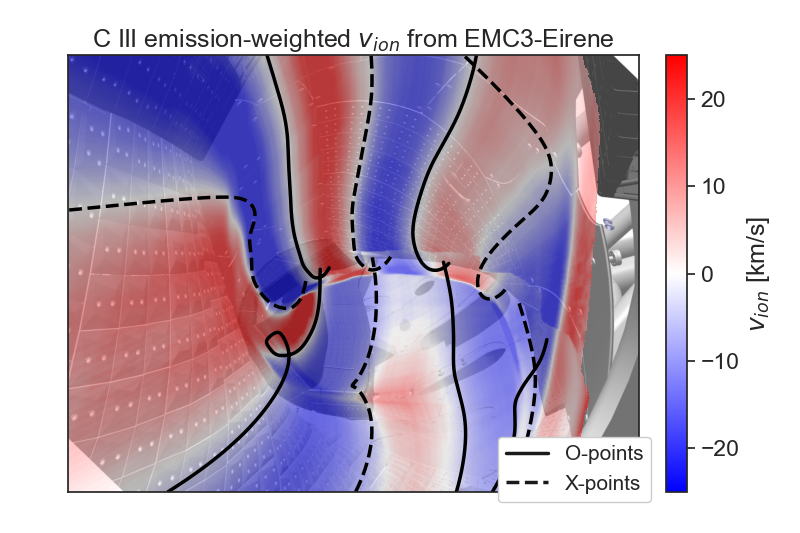 C III emission-weighted v_ion from EMC3-Eirene
20
10
0
−10
−20
v_ion [km/s]
O-points
X-points